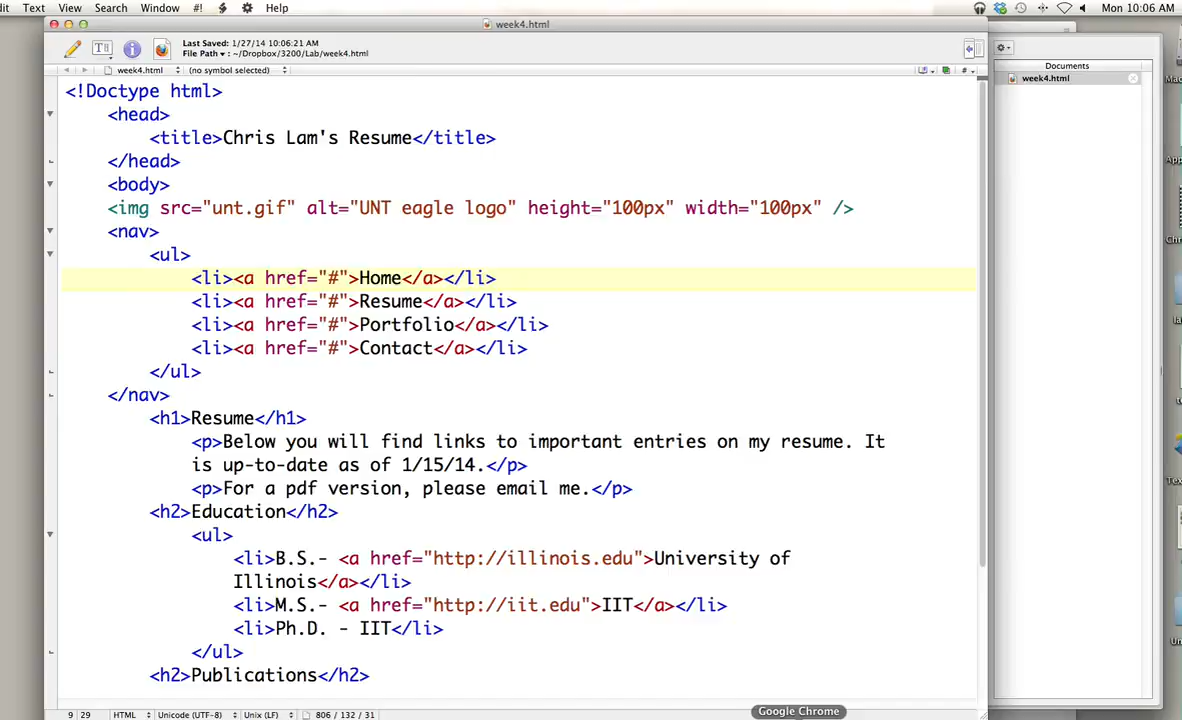 dit Text View Search Window #! Help Mon 10:06 AM
week4.html
Last Saved: 1/27/14 10:06:21 AM
File Path ▾ : ~/Dropbox/3200/Lab/week4.html
week4.html (no symbol selected) #
Documents
week4.html
<!Doctype html>
<head>
<title>Chris Lam's Resume</title>
</head>
<body>
<img src="unt.gif" alt="UNT eagle logo" height="100px" width="100px" />
<nav>
<ul>
<li><a href="#">Home</a></li>
<li><a href="#">Resume</a></li>
<li><a href="#">Portfolio</a></li>
<li><a href="#">Contact</a></li>
</ul>
</nav>
<h1>Resume</h1>
<p>Below you will find links to important entries on my resume. It
is up-to-date as of 1/15/14.</p>
<p>For a pdf version, please email me.</p>
<h2>Education</h2>
<ul>
<li>B.S.- <a href="http://illinois.edu">University of
Illinois</a></li>
<li>M.S.- <a href="http://iit.edu">IIT</a></li>
<li>Ph.D. - IIT</li>
</ul>
<h2>Publications</h2>
9 29 HTML Unicode (UTF-8) Unix (LF) 806 / 132 / 31
Google Chrome